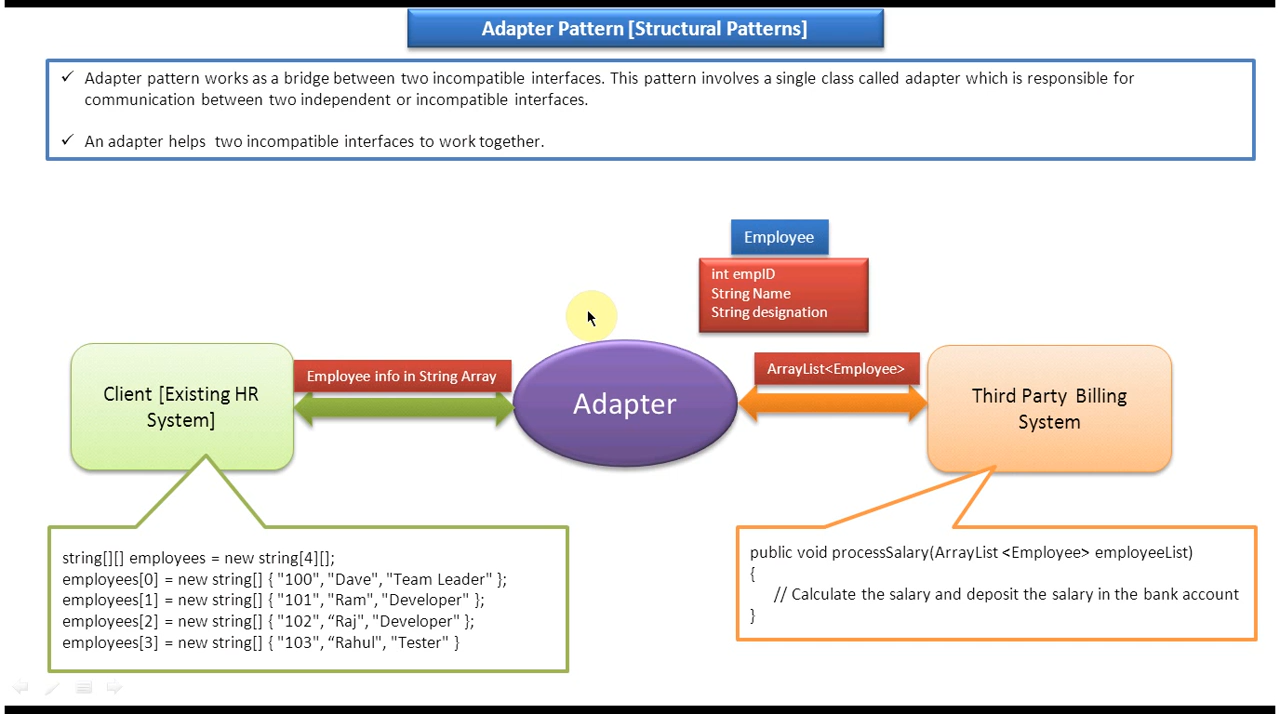 Adapter Pattern [Structural Patterns]
✓ Adapter pattern works as a bridge between two incompatible interfaces. This pattern involves a single class called adapter which is responsible for
communication between two independent or incompatible interfaces.
✓ An adapter helps two incompatible interfaces to work together.
Employee
int empID
String Name
String designation
Client [Existing HR
System]
Employee info in String Array
Adapter
ArrayList<Employee>
Third Party Billing
System
string[][] employees = new string[4][];
employees[0] = new string[] { "100", "Dave", "Team Leader" };
employees[1] = new string[] { "101", "Ram", "Developer" };
employees[2] = new string[] { "102", “Raj", "Developer" };
employees[3] = new string[] { "103", “Rahul", "Tester" }
public void processSalary(ArrayList <Employee> employeeList)
{
// Calculate the salary and deposit the salary in the bank account
}